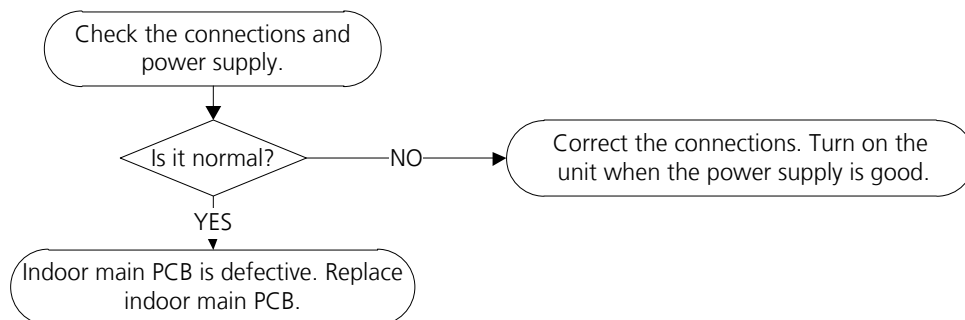 Check the connections and
power supply.
Is it normal?
NO
Correct the connections. Turn on the
unit when the power supply is good.
YES
Indoor main PCB is defective. Replace
indoor main PCB.